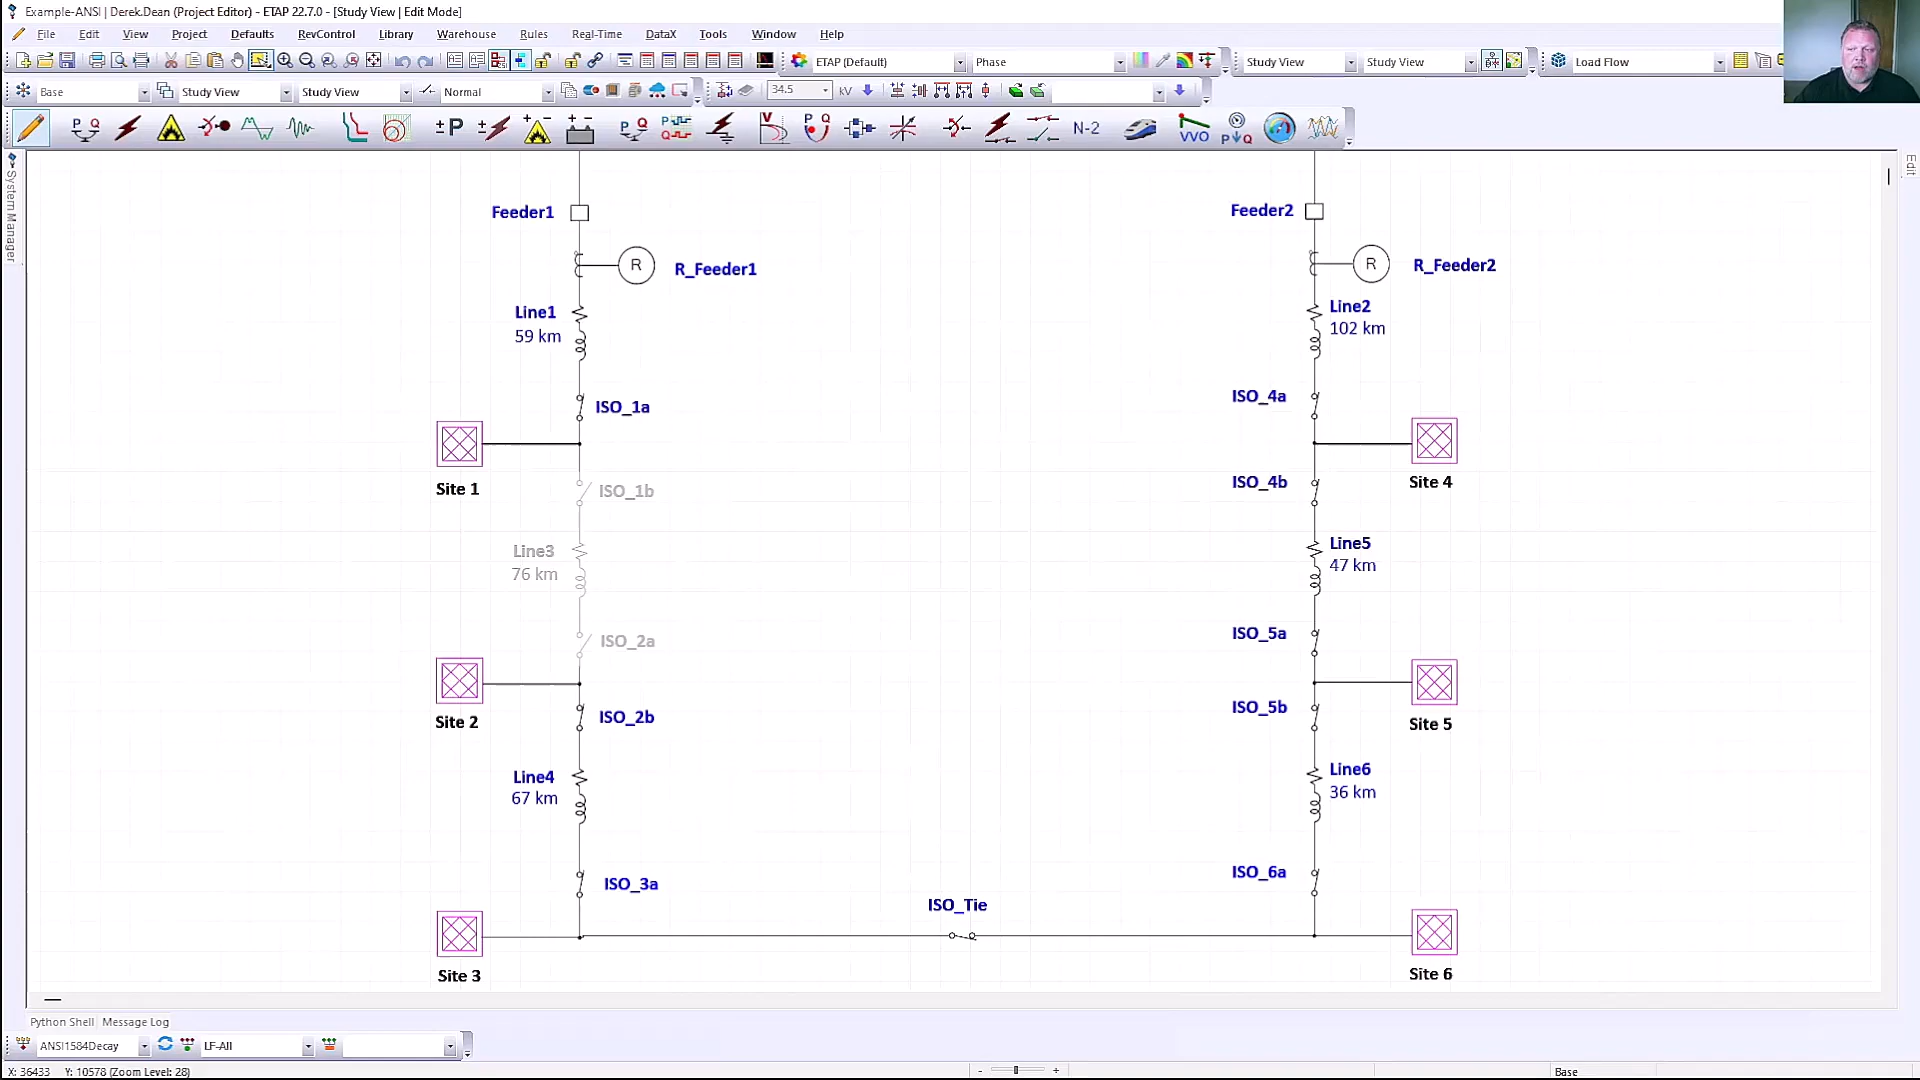 Example-ANSI | Derek.Dean (Project Editor) - ETAP 22.7.0 - [Study View | Edit Mode]
File Edit View Project Defaults RevControl Library Warehouse Rules Real-Time DataX Tools Window Help
ETAP (Default) Phase Study View Study View Load Flow
Base Study View Study View Normal 34.5 kV
P Q ±P ± P Q V P Q N-2 VVO P Q
System Manager
Edit
Feeder1
R R_Feeder1
Line1
59 km
ISO_1a
Site 1
ISO_1b
Line3
76 km
ISO_2a
Site 2
ISO_2b
Line4
67 km
ISO_3a
Site 3
ISO_Tie
Feeder2
R R_Feeder2
Line2
102 km
ISO_4a
Site 4
ISO_4b
Line5
47 km
ISO_5a
Site 5
ISO_5b
Line6
36 km
ISO_6a
Site 6
Python Shell Message Log
ANSI1584Decay LF-All
X: 36433 Y: 10578 (Zoom Level: 28) - + Base